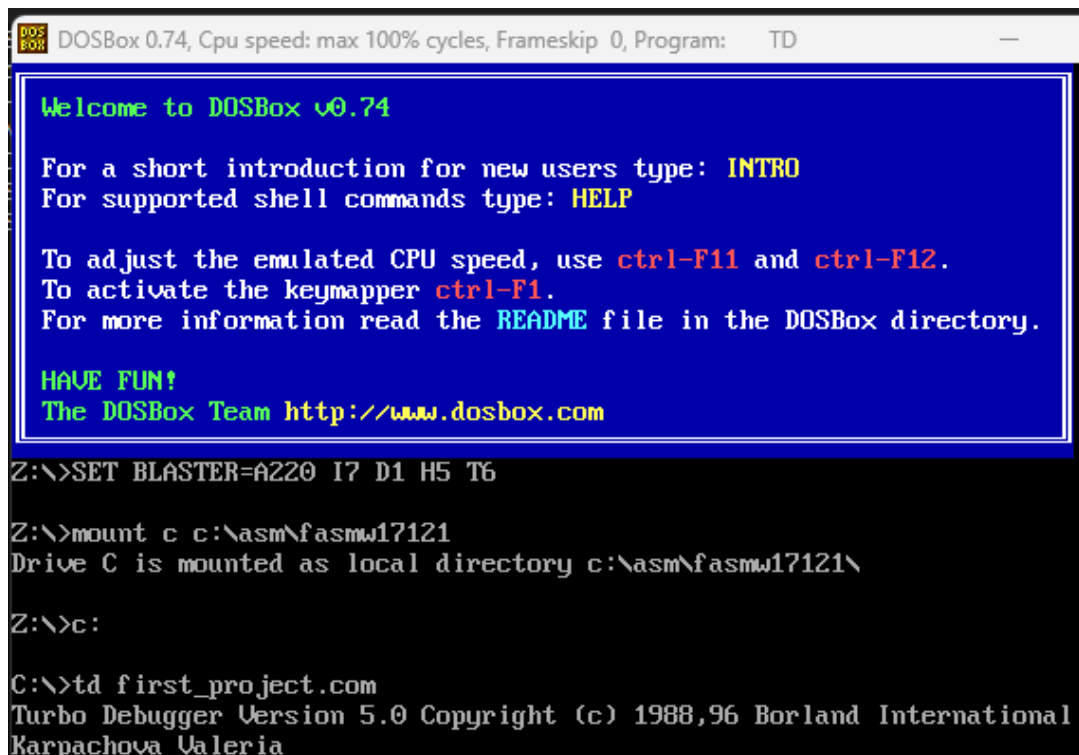 DOS
BOX
DOSBox 0.74, Cpu speed: max 100% cycles, Frameskip 0, Program: TD
Welcome to DOSBox v0.74
For a short introduction for new users type: INTRO
For supported shell commands type: HELP
To adjust the emulated CPU speed, use ctrl-F11 and ctrl-F12.
To activate the keymapper ctrl-F1.
For more information read the README file in the DOSBox directory.
HAVE FUN!
The DOSBox Team http://www.dosbox.com
Z:\>SET BLASTER=A220 I7 D1 H5 T6
Z:\>mount c c:\asm\fasmw17121
Drive C is mounted as local directory c:\asm\fasmw17121\
Z:\>c:
C:\>td first_project.com
Turbo Debugger Version 5.0 Copyright (c) 1988,96 Borland International
Karpachova Valeria